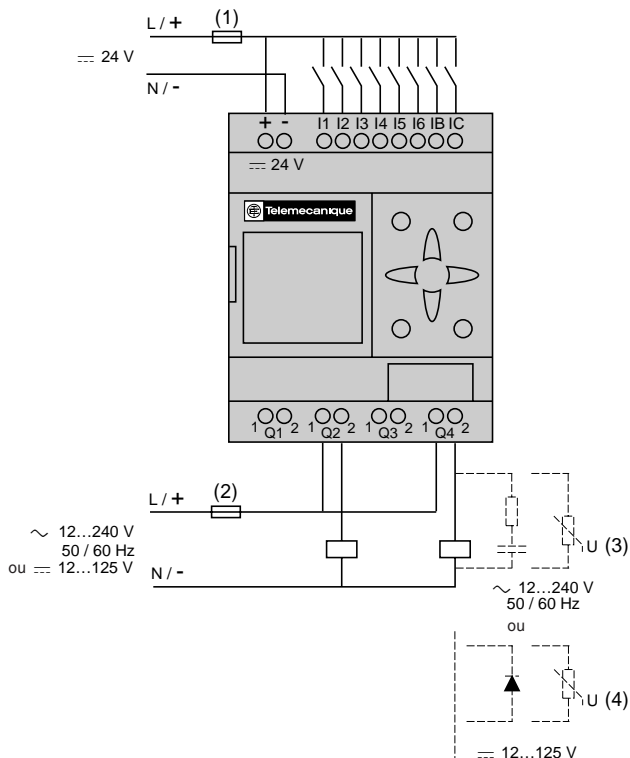 L / + (1)
⎓ 24 V
N / -
+ - I1 I2 I3 I4 I5 I6 IB IC
⎓ 24 V
Telemecanique
1 Q1 2 1 Q2 2 1 Q3 2 1 Q4 2
L / + (2)
～ 12...240 V
50 / 60 Hz
ou ⎓ 12...125 V
N / -
U (3)
～ 12...240 V
50 / 60 Hz
ou
U (4)
⎓ 12...125 V